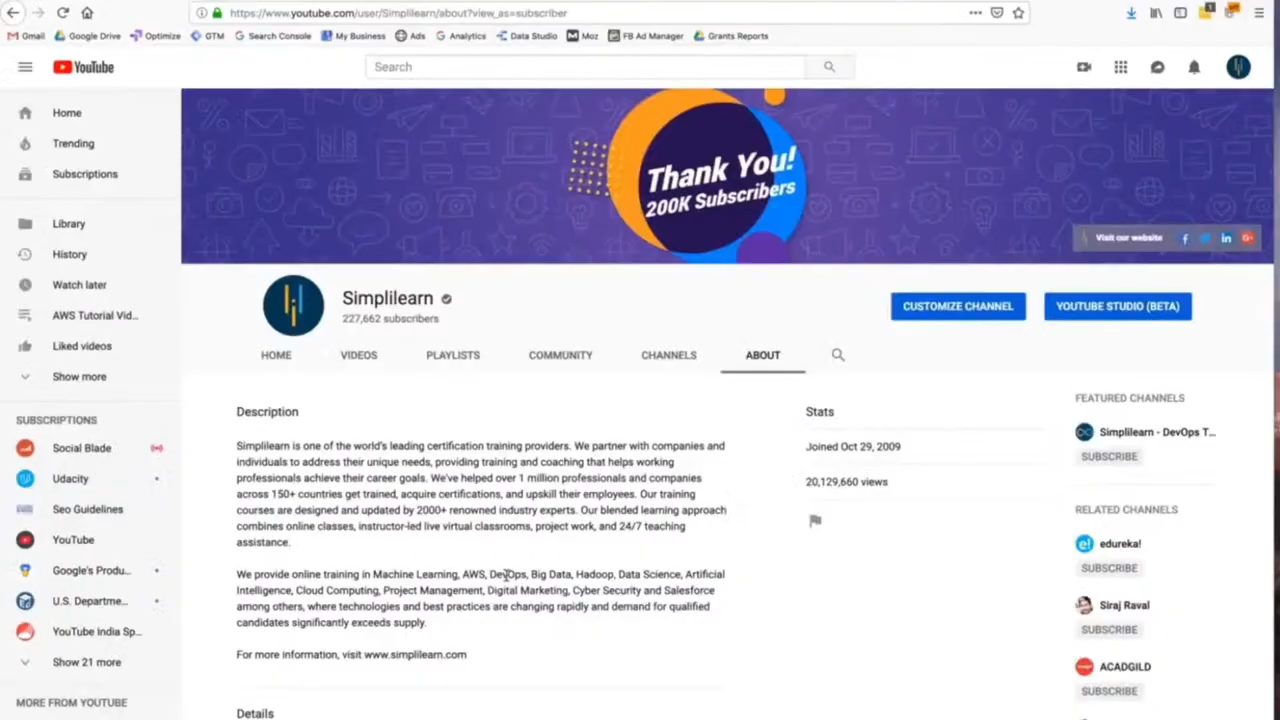 https://www.youtube.com/user/Simplilearn/about?view_as=subscriber
Gmail Google Drive Optimize GTM Search Console My Business Ads Analytics Data Studio Moz FB Ad Manager Grants Reports
YouTube
Search
Home
Trending
Subscriptions
Library
History
Watch later
AWS Tutorial Vid...
Liked videos
Show more
SUBSCRIPTIONS
Social Blade
Udacity
Seo Guidelines
YouTube
Google's Produ...
U.S. Departme...
YouTube India Sp...
Show 21 more
MORE FROM YOUTUBE
Thank You!
200K Subscribers
Visit our website
Simplilearn
227,662 subscribers
CUSTOMIZE CHANNEL
YOUTUBE STUDIO (BETA)
HOME VIDEOS PLAYLISTS COMMUNITY CHANNELS ABOUT
Description
Simplilearn is one of the world's leading certification training providers. We partner with companies and
individuals to address their unique needs, providing training and coaching that helps working
professionals achieve their career goals. We've helped over 1 million professionals and companies
across 150+ countries get trained, acquire certifications, and upskill their employees. Our training
courses are designed and updated by 2000+ renowned industry experts. Our blended learning approach
combines online classes, instructor-led live virtual classrooms, project work, and 24/7 teaching
assistance.
We provide online training in Machine Learning, AWS, DevOps, Big Data, Hadoop, Data Science, Artificial
Intelligence, Cloud Computing, Project Management, Digital Marketing, Cyber Security and Salesforce
among others, where technologies and best practices are changing rapidly and demand for qualified
candidates significantly exceeds supply.
For more information, visit www.simplilearn.com
Details
Stats
Joined Oct 29, 2009
20,129,660 views
FEATURED CHANNELS
Simplilearn - DevOps T...
SUBSCRIBE
RELATED CHANNELS
edureka!
SUBSCRIBE
Siraj Raval
SUBSCRIBE
ACADGILD
SUBSCRIBE